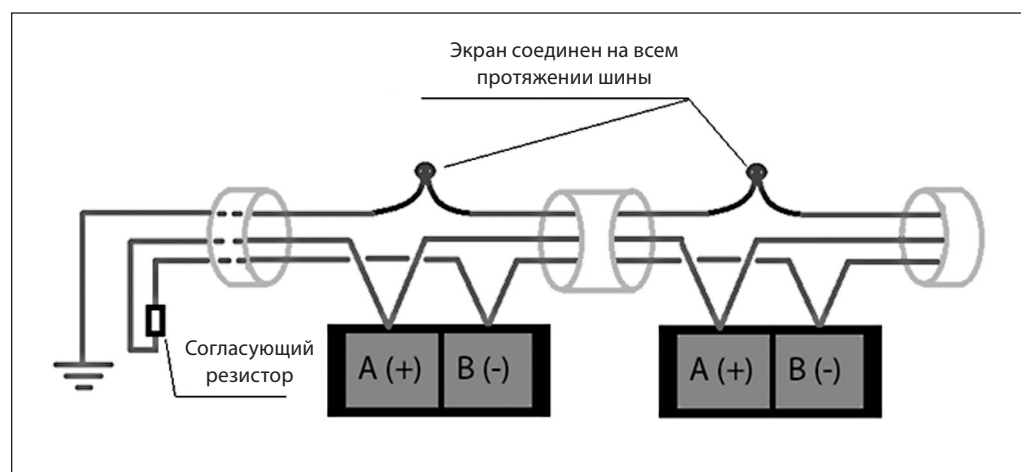 Экран соединен на всем
протяжении шины
Согласующий
резистор
A (+) B (-)
A (+) B (-)